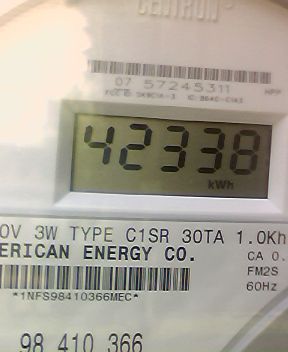 CENTRON
07 57245311
HPP
42338
kWh
0V 3W TYPE C1SR 30TA 1.0Kh
ERICAN ENERGY CO.
CA 0.
FM2S
60Hz
*1NFS98410366MEC*
98 410 366